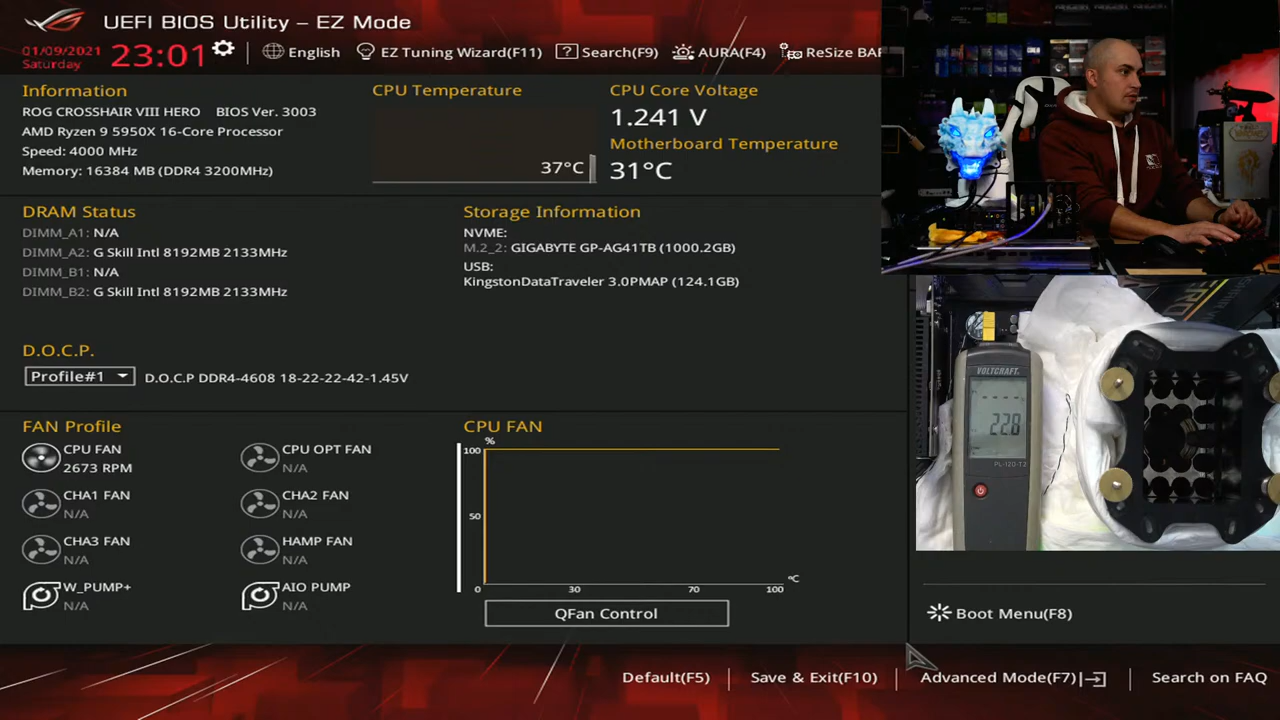 UEFI BIOS Utility – EZ Mode
01/09/2021
Saturday
23:01
English
EZ Tuning Wizard(F11)
Search(F9)
AURA(F4)
ReSize BAR
Information
ROG CROSSHAIR VIII HERO BIOS Ver. 3003
AMD Ryzen 9 5950X 16-Core Processor
Speed: 4000 MHz
Memory: 16384 MB (DDR4 3200MHz)
CPU Temperature
37°C
CPU Core Voltage
1.241 V
Motherboard Temperature
31°C
DRAM Status
DIMM_A1: N/A
DIMM_A2: G Skill Intl 8192MB 2133MHz
DIMM_B1: N/A
DIMM_B2: G Skill Intl 8192MB 2133MHz
Storage Information
NVME:
M.2_2: GIGABYTE GP-AG41TB (1000.2GB)
USB:
KingstonDataTraveler 3.0PMAP (124.1GB)
D.O.C.P.
Profile#1 D.O.C.P DDR4-4608 18-22-22-42-1.45V
FAN Profile
CPU FAN
2673 RPM
CPU OPT FAN
N/A
CHA1 FAN
N/A
CHA2 FAN
N/A
CHA3 FAN
N/A
HAMP FAN
N/A
W_PUMP+
N/A
AIO PUMP
N/A
CPU FAN
%
100
50
0 30 70 100
°C
QFan Control
VOLTCRAFT
----
228
PL-120-T2
Boot Menu(F8)
Default(F5)
Save & Exit(F10)
Advanced Mode(F7)
Search on FAQ